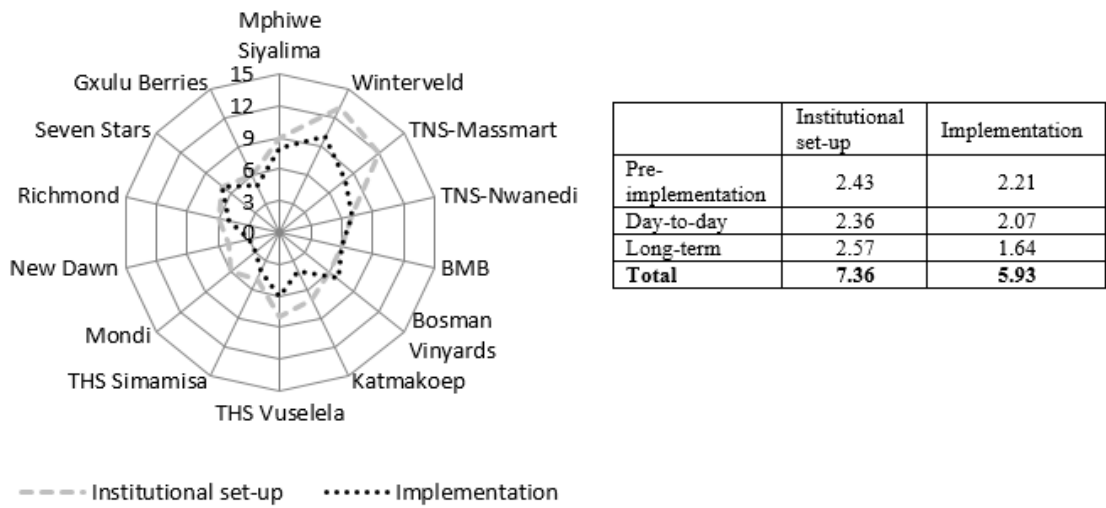 Mphiwe
Siyalima
Gxulu Berries
15
Winterveld
12
Seven Stars
9
TNS-Massmart
6
Richmond
3
TNS-Nwanedi
0
New Dawn
BMB
Mondi
Bosman
Vinyards
THS Simamisa
Katmakoep
THS Vuselela
Institutional set-up
Implementation
Institutional
set-up
Implementation
Pre-
implementation
2.43
2.21
Day-to-day
2.36
2.07
Long-term
2.57
1.64
Total
7.36
5.93